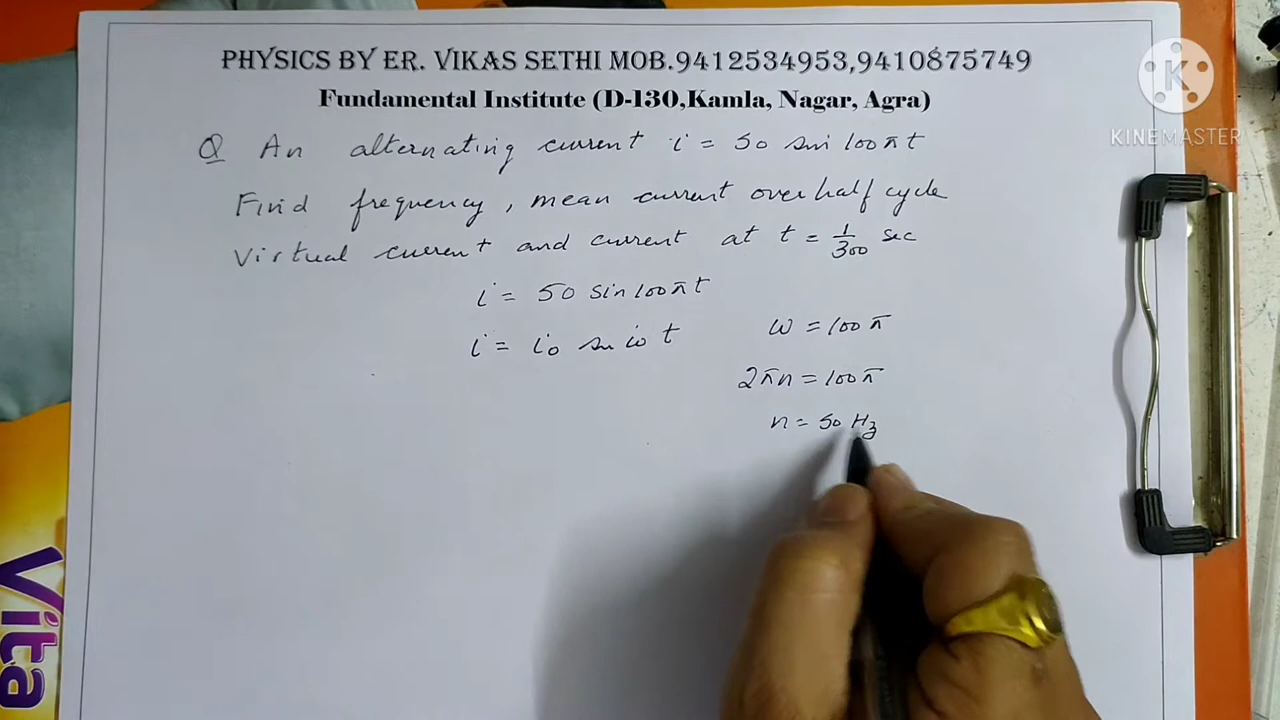 PHYSICS BY ER. VIKAS SETHI MOB.9412534953,9410875749
Fundamental Institute (D-130,Kamla, Nagar, Agra)
Q An alternating current i = 50 sin 100πt
Find frequency, mean current over half cycle
Virtual current and current at t = 1/300 sec
i = 50 sin 100πt
i = i₀ sin ωt
ω = 100π
2πn = 100π
n = 50 Hz
KINEMASTER
Vita